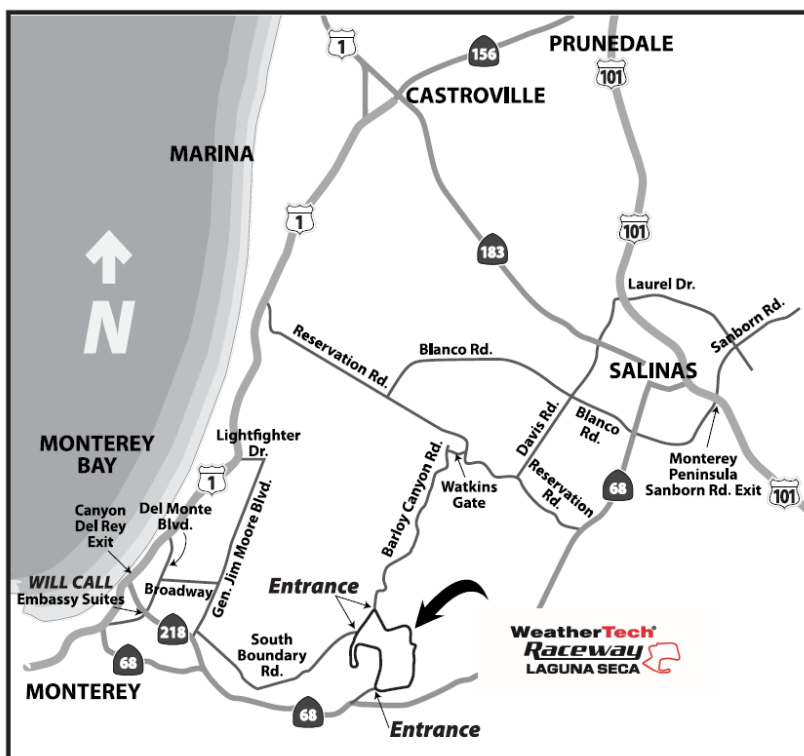 1
156
PRUNEDALE
101
CASTROVILLE
MARINA
1
101
183
N
Laurel Dr.
Sanborn Rd.
Reservation Rd.
Blanco Rd.
SALINAS
Davis Rd.
Blanco
Rd.
MONTEREY
BAY
Lightfighter
Dr.
1
Monterey
Peninsula
Sanborn Rd. Exit
101
Barloy Canyon Rd.
Watkins
Gate
Reservation
Rd.
68
Canyon
Del Rey
Exit
Del Monte
Blvd.
Gen. Jim Moore Blvd.
WILL CALL
Embassy Suites
Broadway
Entrance
218
South
Boundary
Rd.
WeatherTech®
Raceway
LAGUNA SECA
68
MONTEREY
68
Entrance